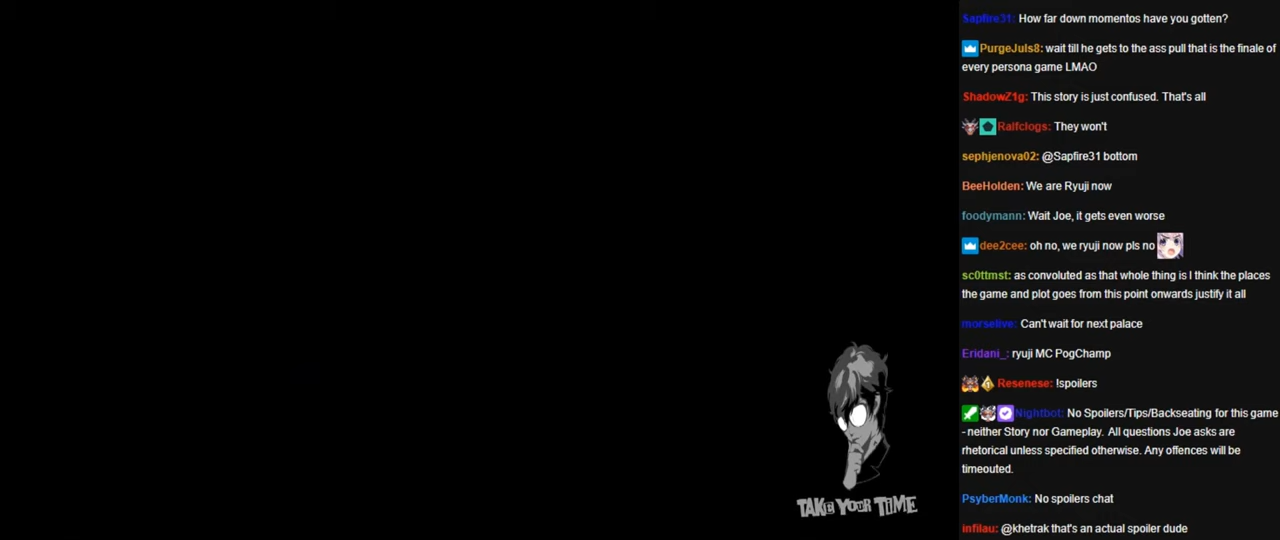 Sapfire31: How far down momentos have you gotten?
PurgeJuls8: wait till he gets to the ass pull that is the finale of
every persona game LMAO
ShadowZ1g: This story is just confused. That's all
Ralfclogs: They won't
sephjenova02: @Sapfire31 bottom
BeeHolden: We are Ryuji now
foodymann: Wait Joe, it gets even worse
dee2cee: oh no, we ryuji now pls no
sc0ttmst: as convoluted as that whole thing is I think the places
the game and plot goes from this point onwards justify it all
morselive: Can't wait for next palace
Eridani_: ryuji MC PogChamp
Resenese: !spoilers
Nightbot: No Spoilers/Tips/Backseating for this game
- neither Story nor Gameplay. All questions Joe asks are
rhetorical unless specified otherwise. Any offences will be
timeouted.
PsyberMonk: No spoilers chat
infilau: @khetrak that's an actual spoiler dude
TAKE YOUR TIME